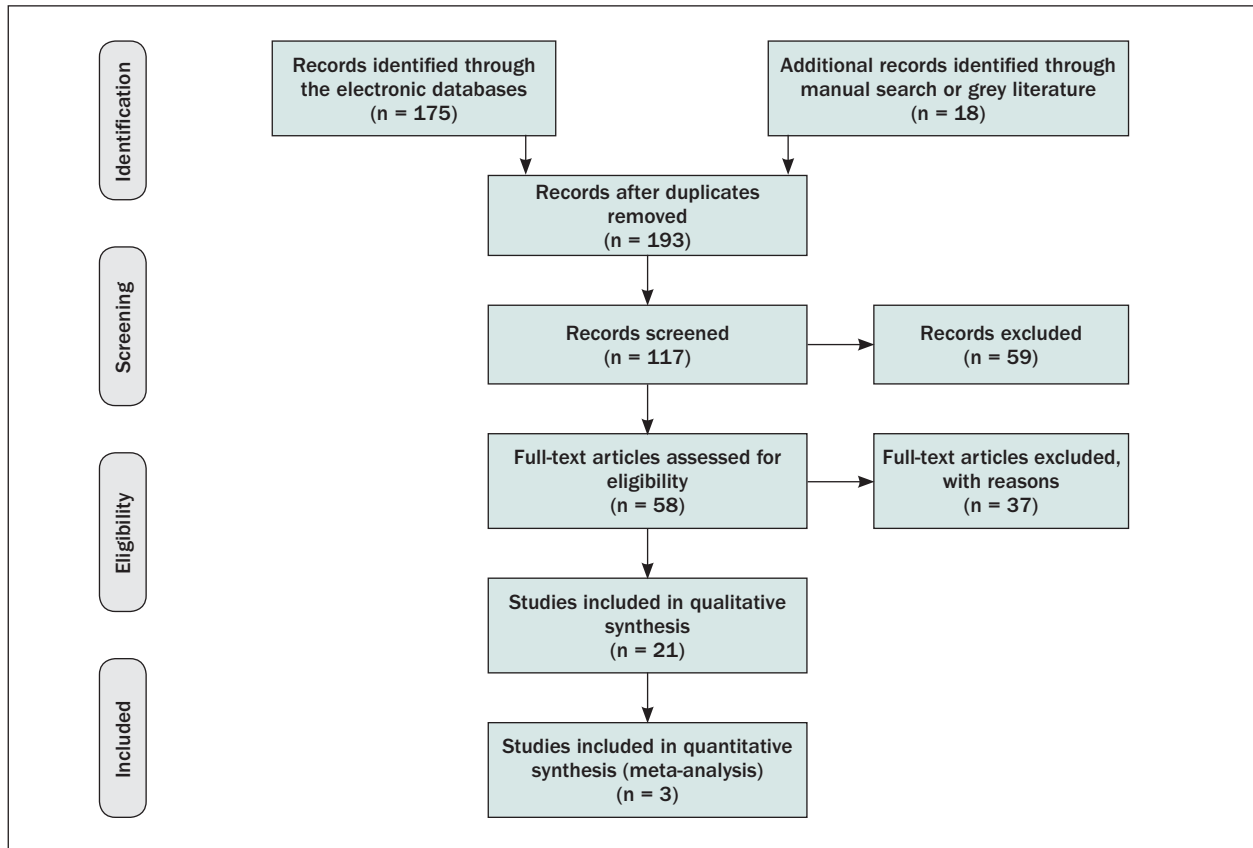 Identification
Records identified through
the electronic databases
(n = 175)
Additional records identified through
manual search or grey literature
(n = 18)
Records after duplicates
removed
(n = 193)
Screening
Records screened
(n = 117)
Records excluded
(n = 59)
Eligibility
Full-text articles assessed for
eligibility
(n = 58)
Full-text articles excluded,
with reasons
(n = 37)
Studies included in qualitative
synthesis
(n = 21)
Included
Studies included in quantitative
synthesis (meta-analysis)
(n = 3)